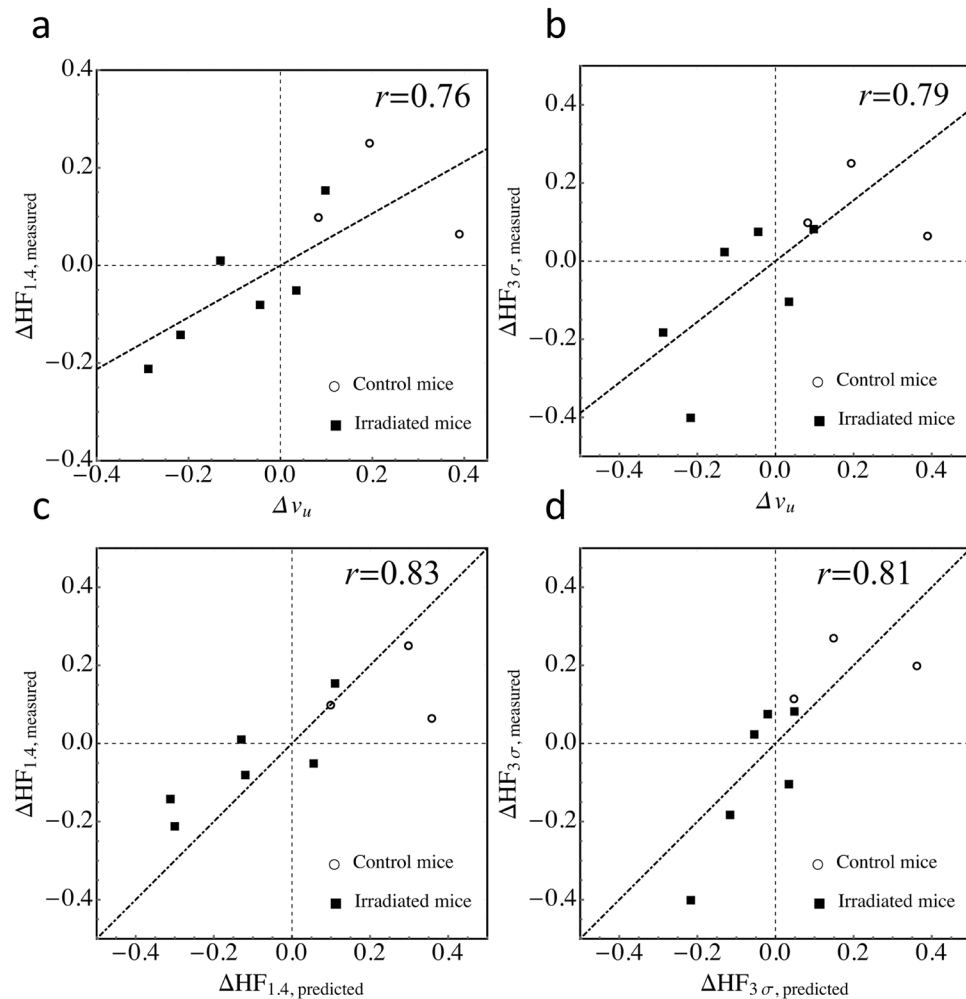 a
r=0.76
0.4
0.2
0.0
−0.2
−0.4
ΔHF1.4, measured
Control mice
Irradiated mice
−0.4 −0.2 0.0 0.2 0.4
Δvu
b
r=0.79
0.4
0.2
0.0
−0.2
−0.4
ΔHF3 σ, measured
Control mice
Irradiated mice
−0.4 −0.2 0.0 0.2 0.4
Δvu
c
r=0.83
0.4
0.2
0.0
−0.2
−0.4
ΔHF1.4, measured
Control mice
Irradiated mice
−0.4 −0.2 0.0 0.2 0.4
ΔHF1.4, predicted
d
r=0.81
0.4
0.2
0.0
−0.2
−0.4
ΔHF3 σ, measured
Control mice
Irradiated mice
−0.4 −0.2 0.0 0.2 0.4
ΔHF3 σ, predicted